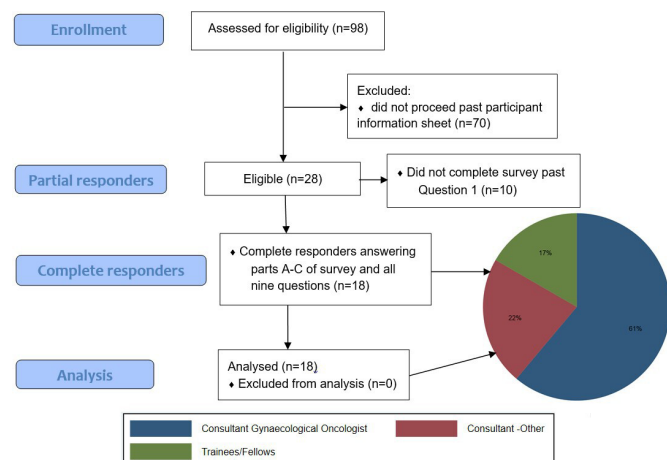 Enrollment
Assessed for eligibility (n=98)
Excluded:
♦ did not proceed past participant
information sheet (n=70)
Partial responders
Eligible (n=28)
♦ Did not complete survey past
Question 1 (n=10)
Complete responders
♦ Complete responders answering
parts A-C of survey and all
nine questions (n=18)
17%
22%
61%
Analysis
Analysed (n=18)
♦ Excluded from analysis (n=0)
Consultant Gynaecological Oncologist
Consultant -Other
Trainees/Fellows